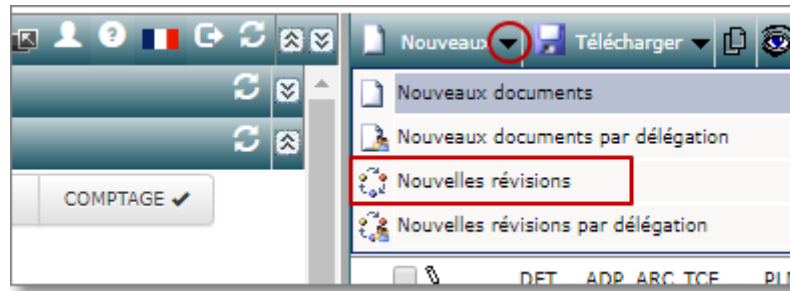 Nouveaux Télécharger
Nouveaux documents
Nouveaux documents par délégation
Nouvelles révisions
COMPTAGE
Nouvelles révisions par délégation
DET ADP ARC TCE